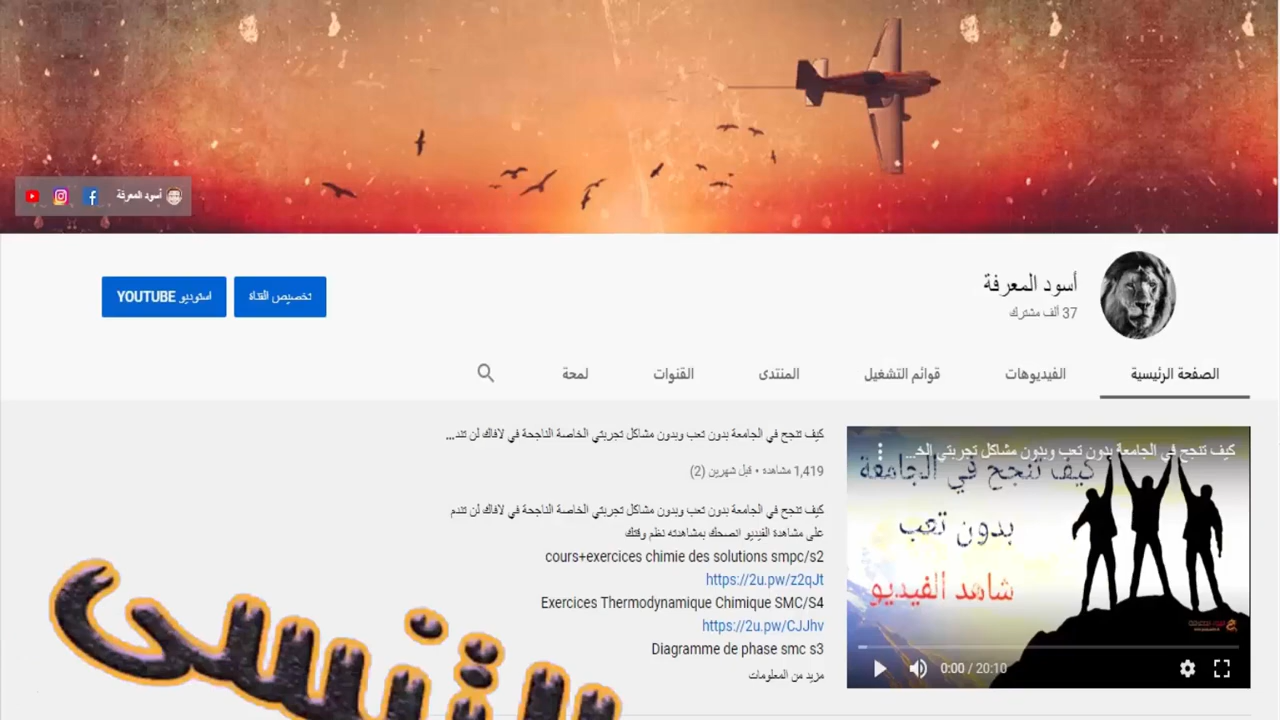 أسود المعرفة
أسود المعرفة
37 ألف مشترك
تخصيص القناة
استوديو YOUTUBE
الصفحة الرئيسية
الفيديوهات
قوائم التشغيل
المنتدى
القنوات
لمحة
كيف تنجح في الجامعة بدون تعب وبدون مشاكل تجربتي الخ...
كيف تنجح في الجامعة
بدون تعب
شاهد الفيديو
0:00 / 20:10
كيف تنجح في الجامعة بدون تعب وبدون مشاكل تجربتي الخاصة الناجحة في لافاك لن تند...
1,419 مشاهدة • قبل شهرين (2)
كيف تنجح في الجامعة بدون تعب وبدون مشاكل تجربتي الخاصة الناجحة في لافاك لن تندم
على مشاهدة الفيديو انصحك بمشاهدته نظم وقتك
cours+exercices chimie des solutions smpc/s2
https://2u.pw/z2qJt
Exercices Thermodynamique Chimique SMC/S4
https://2u.pw/CJJhv
Diagramme de phase smc s3
مزيد من المعلومات